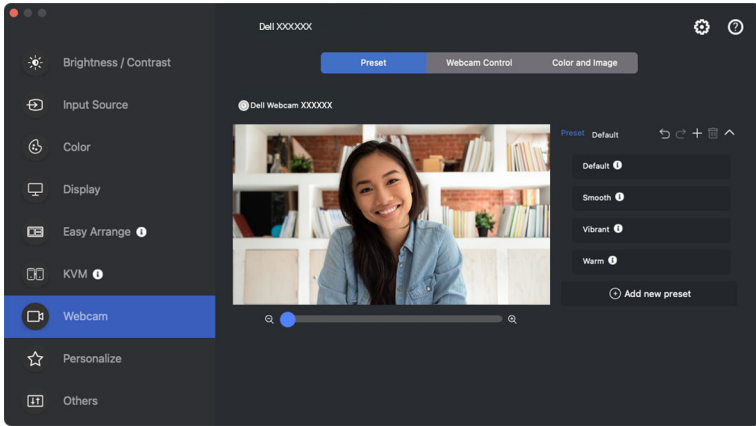 Dell XXXXXX
Brightness / Contrast
Input Source
Color
Display
Easy Arrange
KVM
Webcam
Personalize
Others
Preset
Webcam Control
Color and Image
Dell Webcam XXXXXX
Preset Default
Default
Smooth
Vibrant
Warm
Add new preset